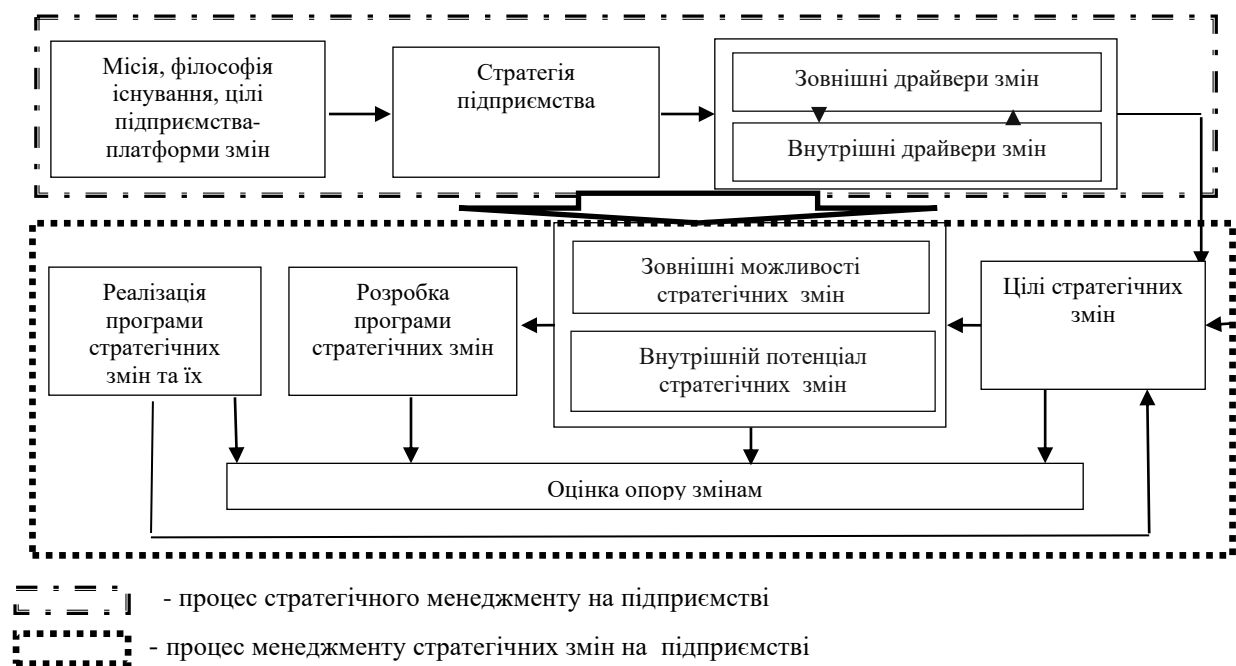 Місія, філософія
існування, цілі
підприємства-
платформи змін
Стратегія
підприємства
Зовнішні драйвери змін
Внутрішні драйвери змін
Реалізація
програми
стратегічних
змін та їх
Розробка
програми
стратегічних змін
Зовнішні можливості
стратегічних змін
Внутрішній потенціал
стратегічних змін
Цілі стратегічних
змін
Оцінка опору змінам
- процес стратегічного менеджменту на підприємстві
- процес менеджменту стратегічних змін на підприємстві